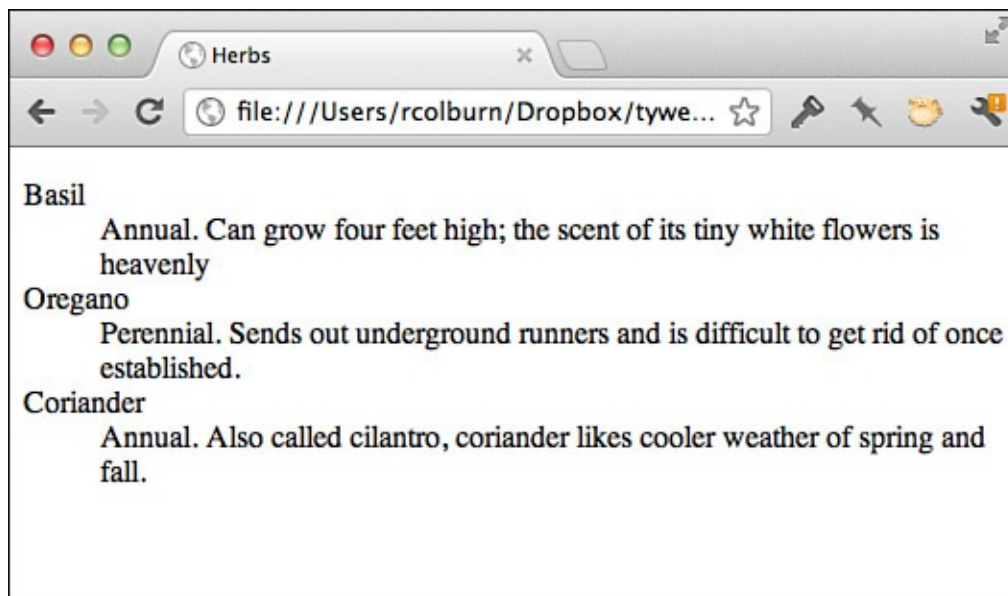 Herbs
file:///Users/rcolburn/Dropbox/tywe...
Basil
Annual. Can grow four feet high; the scent of its tiny white flowers is
heavenly
Oregano
Perennial. Sends out underground runners and is difficult to get rid of once
established.
Coriander
Annual. Also called cilantro, coriander likes cooler weather of spring and
fall.